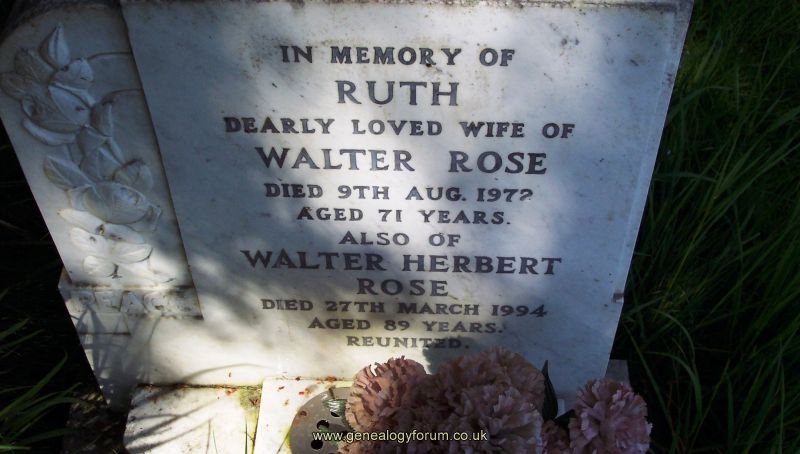 IN MEMORY OF
RUTH
DEARLY LOVED WIFE OF
WALTER ROSE
DIED 9TH AUG. 1972
AGED 71 YEARS.
ALSO OF
WALTER HERBERT
ROSE
DIED 27TH MARCH 1994
AGED 89 YEARS.
REUNITED.
PEACE
www.genealogyforum.co.uk